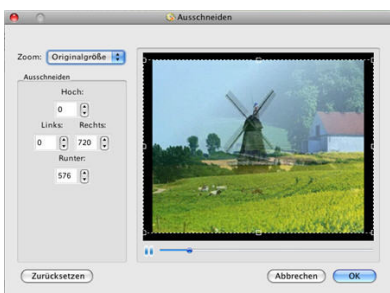 Ausschneiden
Zoom: Originalgröße
Ausschneiden
Hoch:
0
Links: Rechts:
0 720
Runter:
576
Zurücksetzen Abbrechen OK